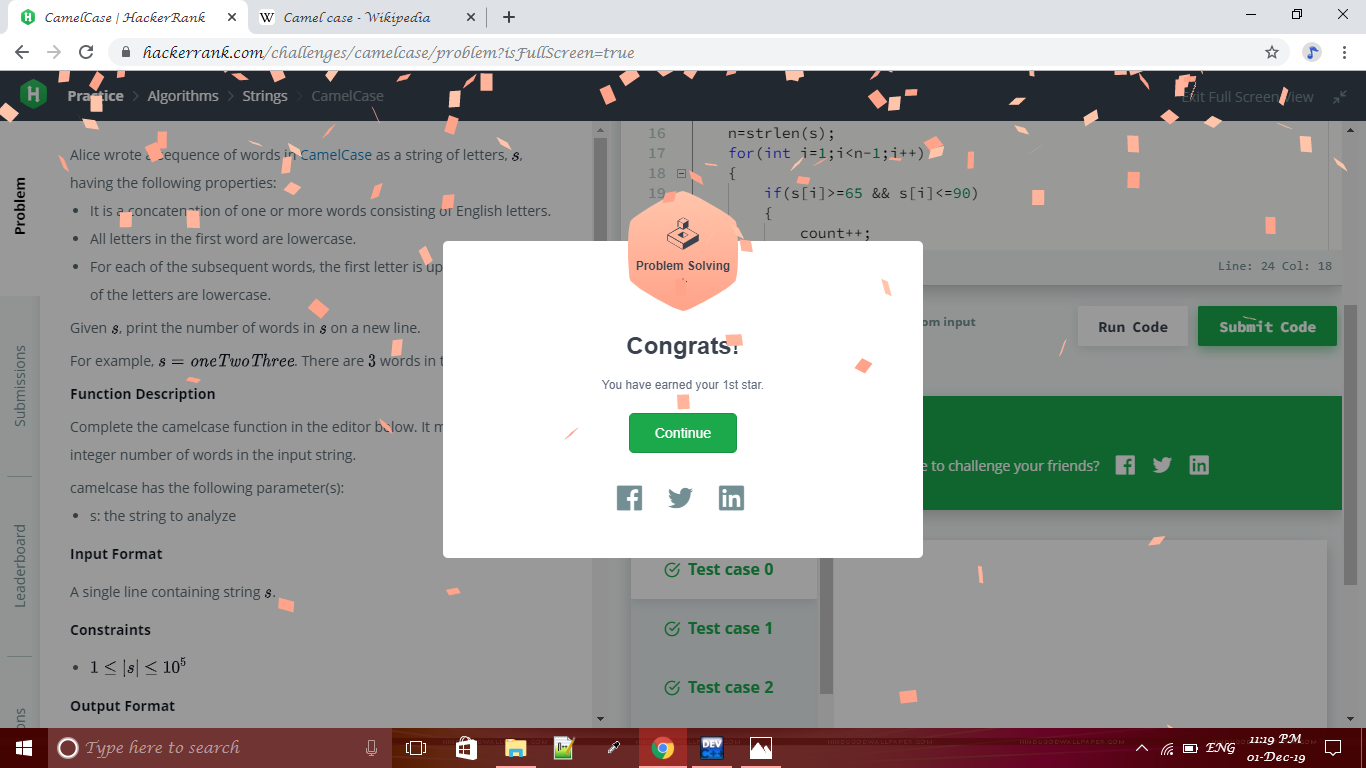 CamelCase | HackerRank
Camel case - Wikipedia
hackerrank.com/challenges/camelcase/problem?isFullScreen=true
H
Practice
Algorithms
Strings
CamelCase
Exit Full Screen View
Problem
Submissions
Leaderboard
Alice wrote a sequence of words in CamelCase as a string of letters, s,
having the following properties:
• It is a concatenation of one or more words consisting of English letters.
• All letters in the first word are lowercase.
• For each of the subsequent words, the first letter is up
of the letters are lowercase.
Given s, print the number of words in s on a new line.
For example, s = oneTwoThree. There are 3 words in t
Function Description
Complete the camelcase function in the editor below. It m
integer number of words in the input string.
camelcase has the following parameter(s):
• s: the string to analyze
Input Format
A single line containing string s.
Constraints
• 1 ≤ |s| ≤ 10⁵
Output Format
16 n=strlen(s);
17 for(int i=1;i<n-1;i++)
18 {
19 if(s[i]>=65 && s[i]<=90)
{
count++;
Line: 24 Col: 18
om input
Run Code
Submit Code
Problem Solving
Congrats!
You have earned your 1st star.
Continue
e to challenge your friends?
Test case 0
Test case 1
Test case 2
Type here to search
DEV
ENG
11:19 PM
01-Dec-19